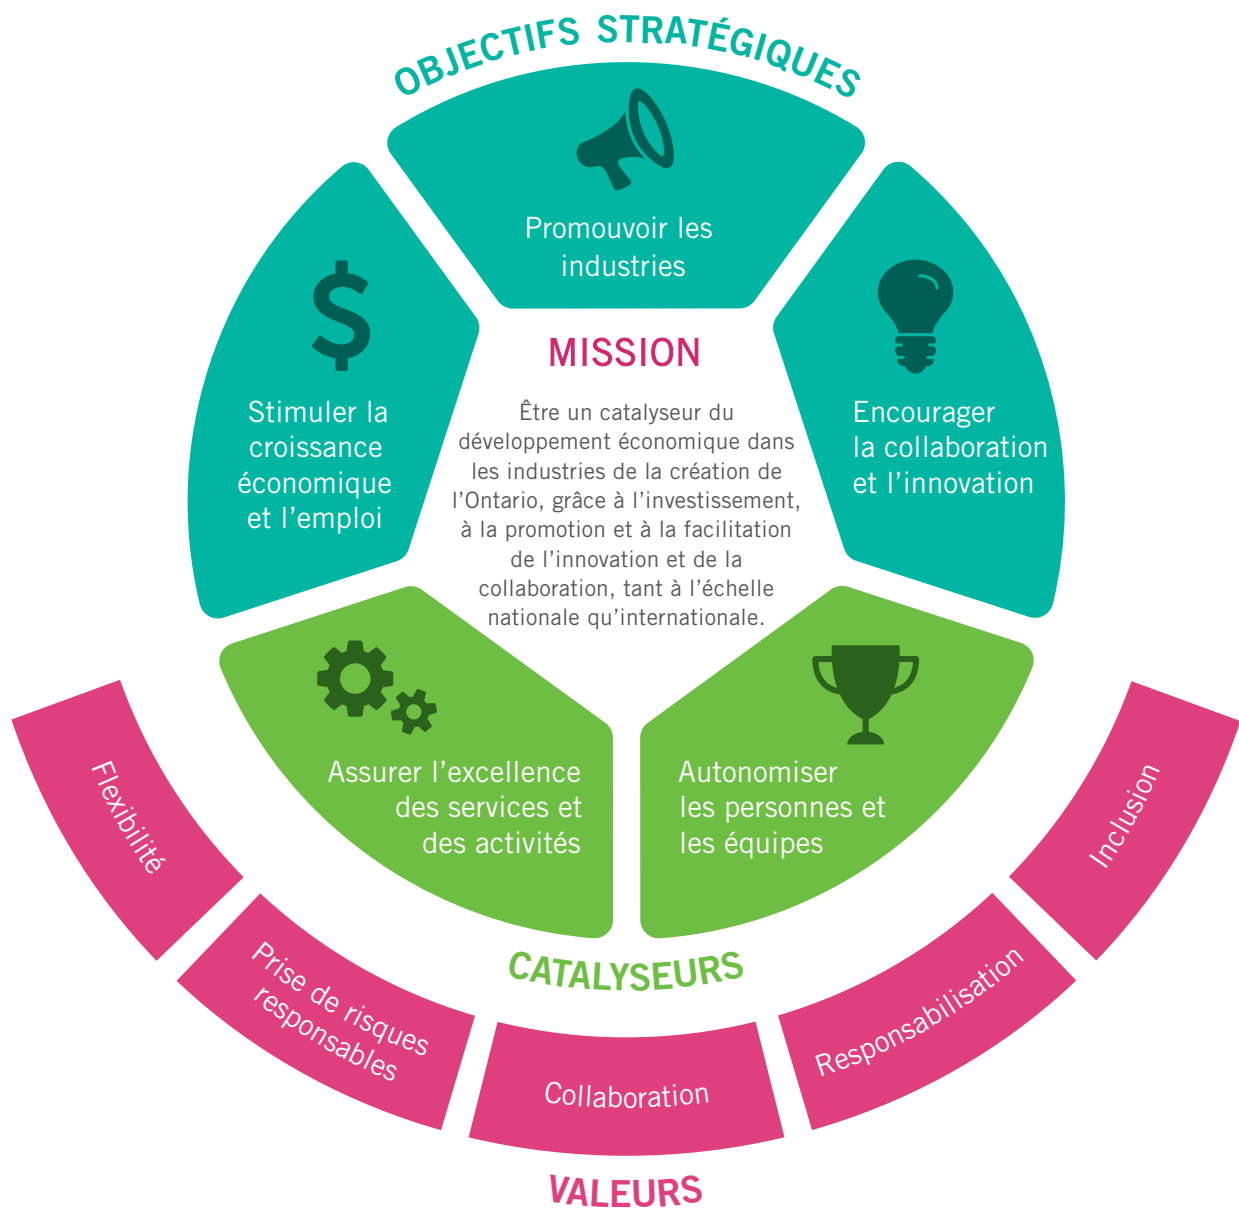 OBJECTIFS STRATÉGIQUES
Promouvoir les
industries
Stimuler la
croissance
économique
et l’emploi
Encourager
la collaboration
et l’innovation
MISSION
Être un catalyseur du
développement économique dans
les industries de la création de
l’Ontario, grâce à l’investissement,
à la promotion et à la facilitation
de l’innovation et de la
collaboration, tant à l’échelle
nationale qu’internationale.
Assurer l’excellence
des services et
des activités
Autonomiser
les personnes et
les équipes
CATALYSEURS
Flexibilité
Prise de risques
responsables
Collaboration
Responsabilisation
Inclusion
VALEURS